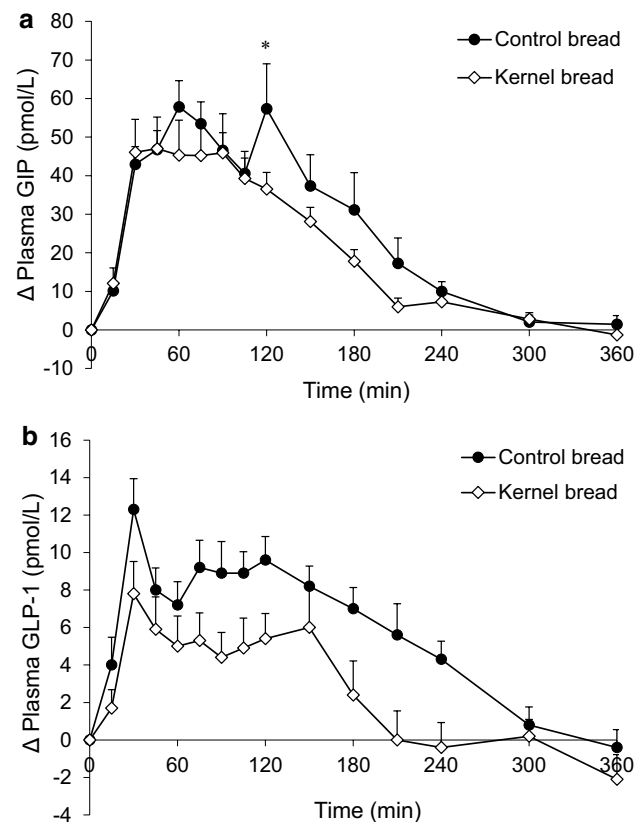 a
80
70
60
50
40
30
20
10
0
-10
Δ Plasma GIP (pmol/L)
*
Control bread
Kernel bread
0 60 120 180 240 300 360
Time (min)
b
16
14
12
10
8
6
4
2
0
-2
-4
Δ Plasma GLP-1 (pmol/L)
Control bread
Kernel bread
0 60 120 180 240 300 360
Time (min)